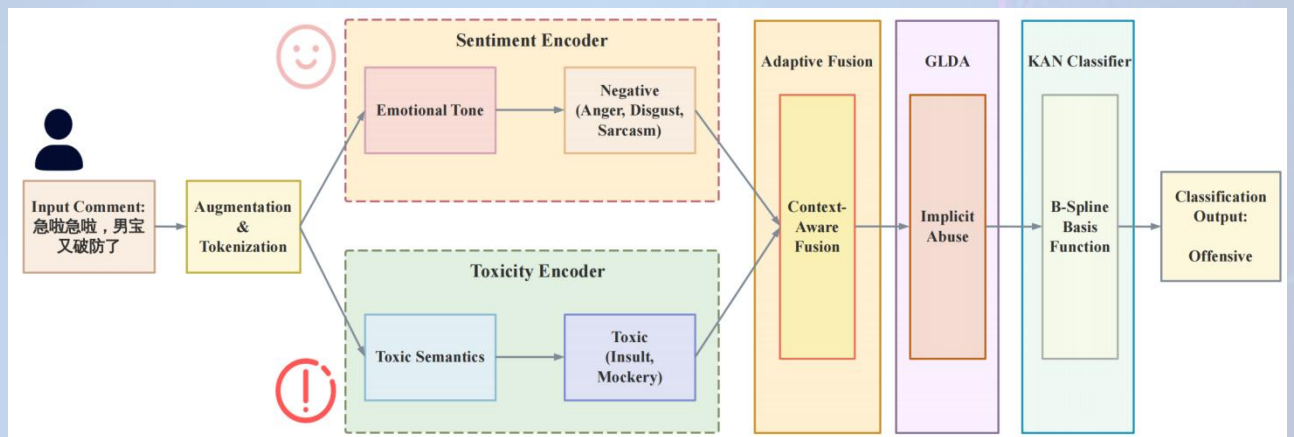 Input Comment:
急啦急啦，男宝
又破防了
Augmentation
&
Tokenization
Sentiment Encoder
Emotional Tone
Negative
(Anger, Disgust,
Sarcasm)
Toxicity Encoder
Toxic Semantics
Toxic
(Insult,
Mockery)
Adaptive Fusion
Context-
Aware
Fusion
GLDA
Implicit
Abuse
KAN Classifier
B-Spline
Basis
Function
Classification
Output:
Offensive